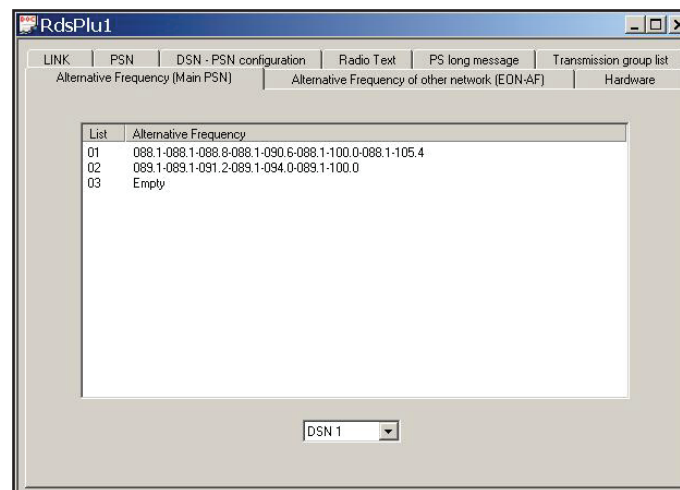 RdsPlu1
LINK PSN DSN - PSN configuration Radio Text PS long message Transmission group list
Alternative Frequency (Main PSN) Alternative Frequency of other network (EON-AF) Hardware
List Alternative Frequency
01 088.1-088.1-088.8-088.1-090.6-088.1-100.0-088.1-105.4
02 089.1-089.1-091.2-089.1-094.0-089.1-100.0
03 Empty
DSN 1